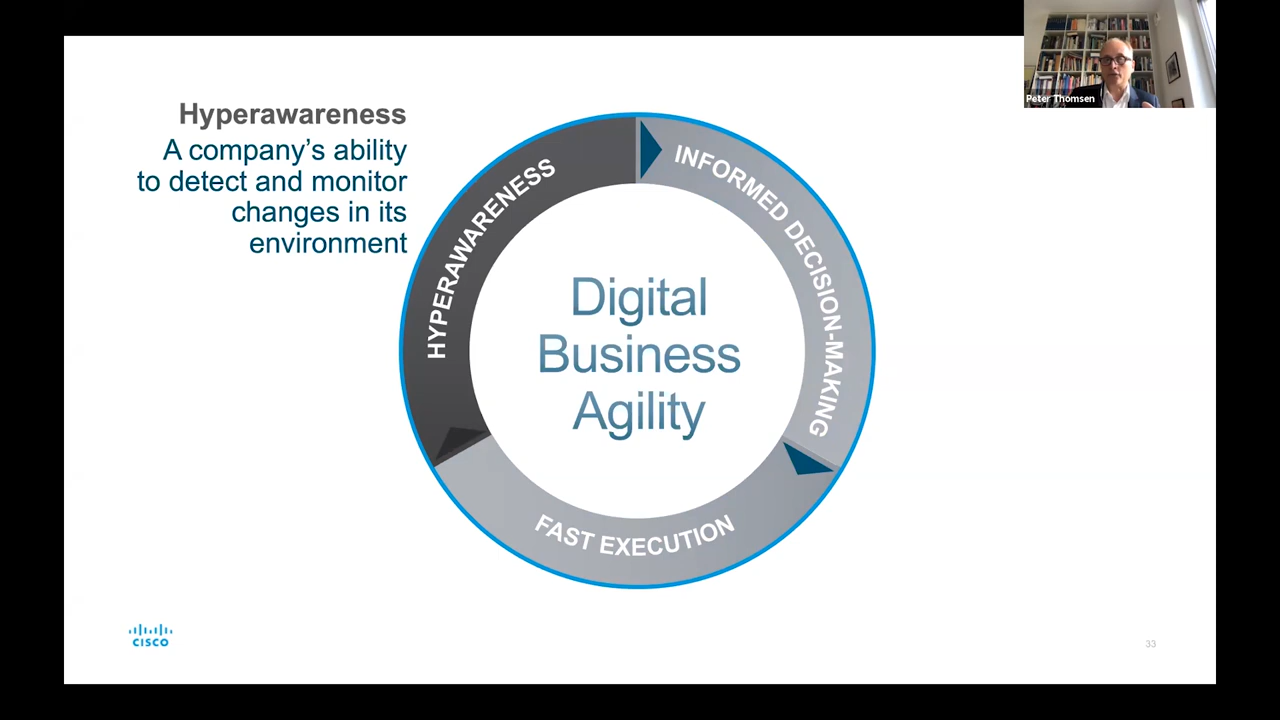 Peter Thomsen
Hyperawareness
A company’s ability
to detect and monitor
changes in its
environment
HYPERAWARENESS
INFORMED DECISION-MAKING
FAST EXECUTION
Digital
Business
Agility
CISCO
33